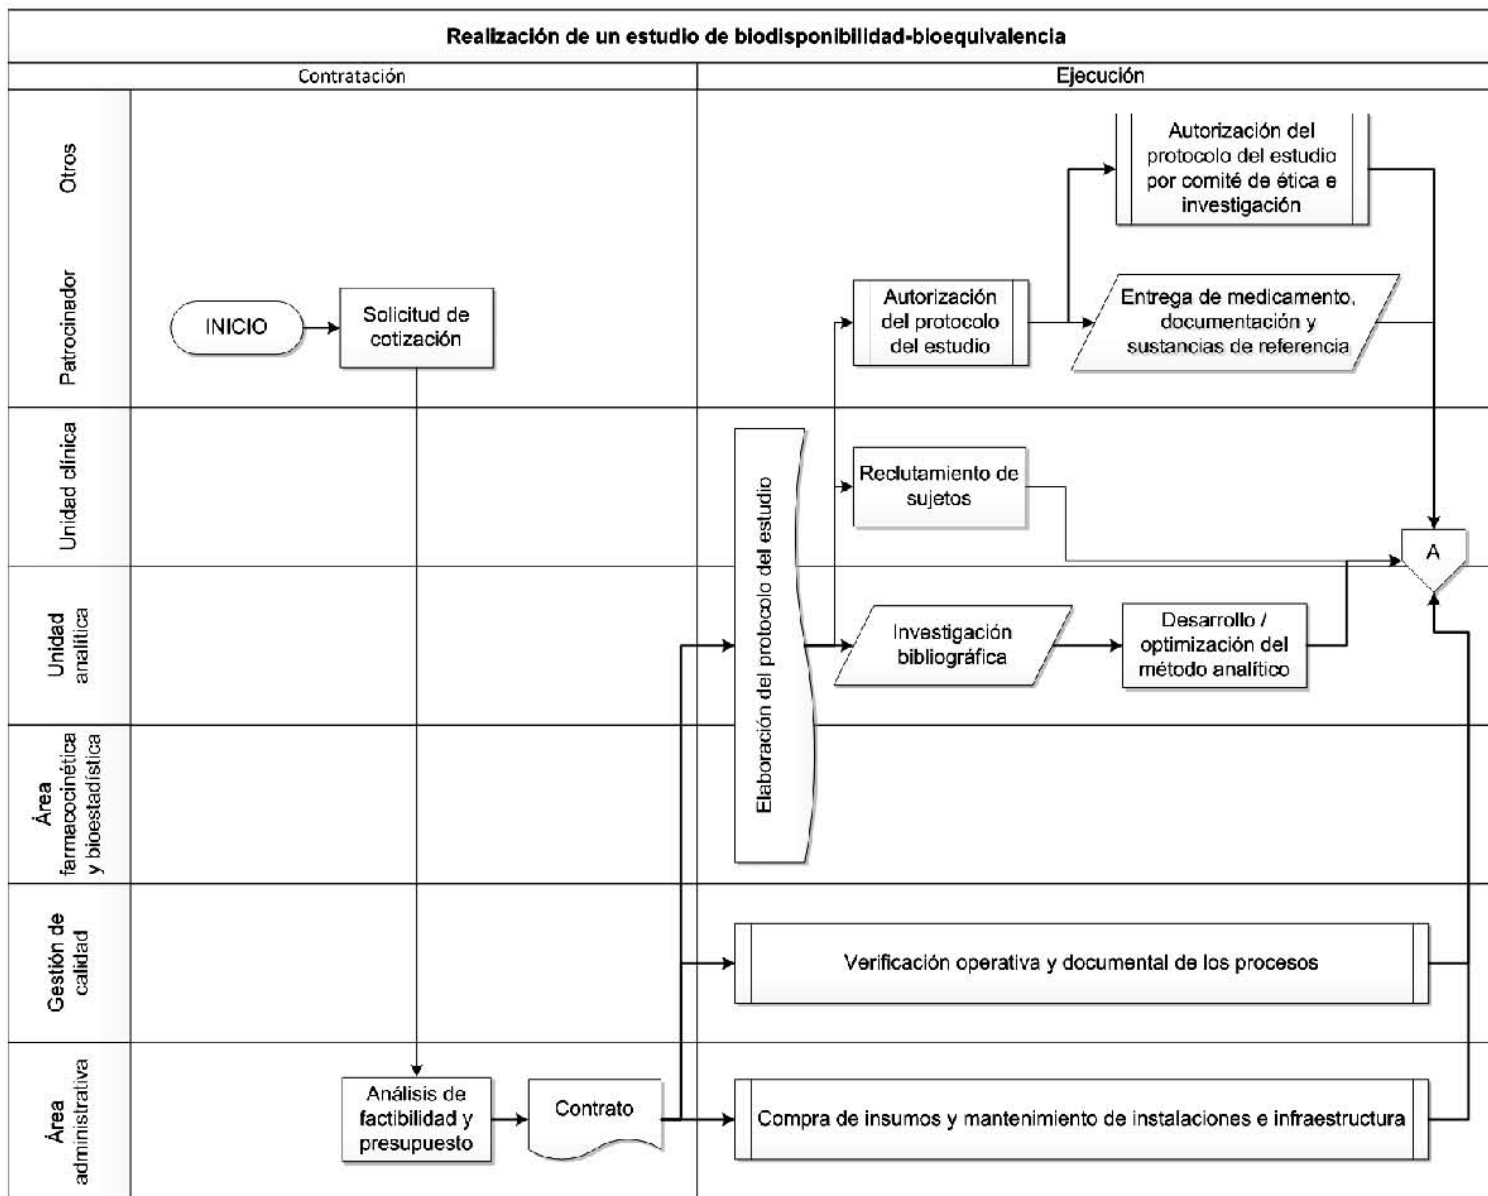 Realización de un estudio de biodisponibilidad-bioequivalencia
Contratación
Ejecución
Otros
Autorización del
protocolo del estudio
por comité de ética e
investigación
Patrocinador
INICIO
Solicitud de
cotización
Autorización
del protocolo
del estudio
Entrega de medicamento,
documentación y
sustancias de referencia
Unidad clínica
Elaboración del protocolo del estudio
Reclutamiento de
sujetos
A
Unidad
analítica
Investigación
bibliográfica
Desarrollo /
optimización del
método analítico
Área
farmacocinética
y bioestadística
Gestión de
calidad
Verificación operativa y documental de los procesos
Área
administrativa
Análisis de
factibilidad y
presupuesto
Contrato
Compra de insumos y mantenimiento de instalaciones e infraestructura